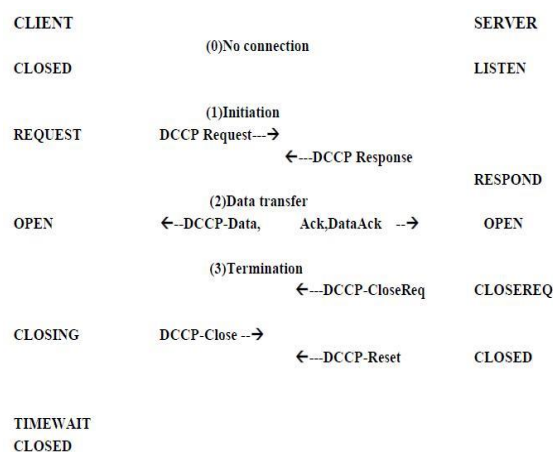 CLIENT SERVER
(0)No connection
CLOSED LISTEN
(1)Initiation
REQUEST DCCP Request---→
←---DCCP Response
RESPOND
(2)Data transfer
OPEN ←--DCCP-Data, Ack,DataAck --→ OPEN
(3)Termination
←---DCCP-CloseReq CLOSEREQ
CLOSING DCCP-Close --→
←---DCCP-Reset CLOSED
TIMEWAIT
CLOSED